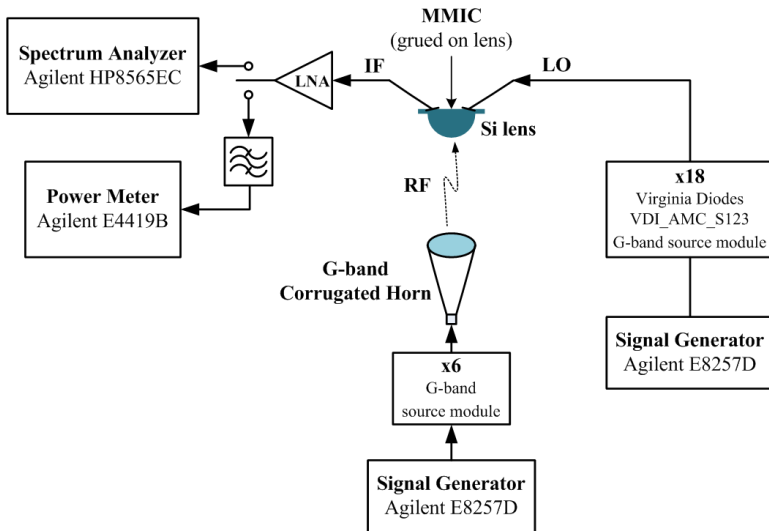 MMIC
(grued on lens)
Spectrum Analyzer
Agilent HP8565EC
LNA
IF
LO
Si lens
Power Meter
Agilent E4419B
RF
x18
Virginia Diodes
VDI_AMC_S123
G-band source module
G-band
Corrugated Horn
Signal Generator
Agilent E8257D
x6
G-band
source module
Signal Generator
Agilent E8257D